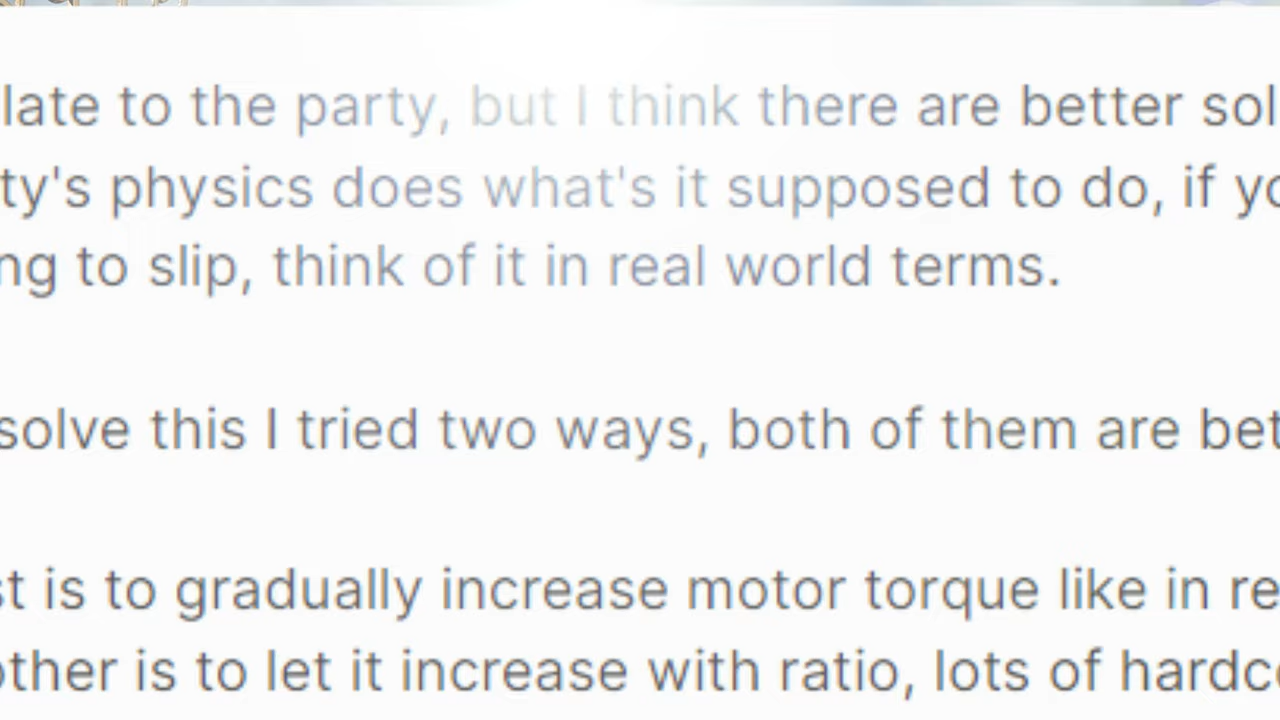 late to the party, but I think there are better sol
ty's physics does what's it supposed to do, if yo
ng to slip, think of it in real world terms.
solve this I tried two ways, both of them are bet
st is to gradually increase motor torque like in re
other is to let it increase with ratio, lots of hardc